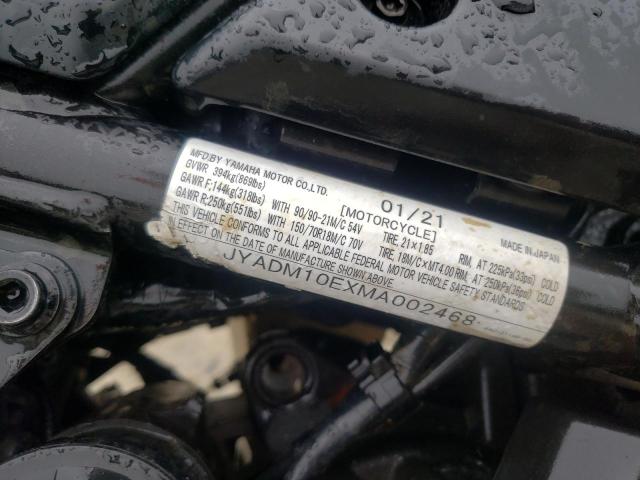 MFD.BY YAMAHA MOTOR CO.,LTD.
01/21
MADE IN JAPAN
GVWR 394kg(869lbs)
[MOTORCYCLE]
GAWR F:144kg(318lbs) WITH 90/90-21M/C 54V TIRE, 21×1.85 RIM, AT 225kPa(33psi) COLD
GAWR R:250kg(551lbs) WITH 150/70R18M/C 70V TIRE, 18M/C×MT4.00 RIM, AT 250kPa(36psi) COLD
THIS VEHICLE CONFORMS TO ALL APPLICABLE FEDERAL MOTOR VEHICLE SAFETY STANDARDS
IN EFFECT ON THE DATE OF MANUFACTURE SHOWN ABOVE.
JYADM10EXMA002468